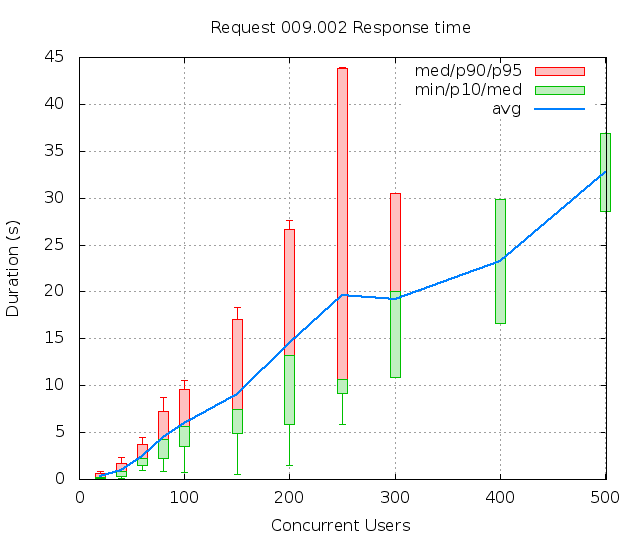 Request 009.002 Response time
45
40
35
30
25
20
15
10
5
0
med/p90/p95
min/p10/med
avg
Duration (s)
0 100 200 300 400 500
Concurrent Users